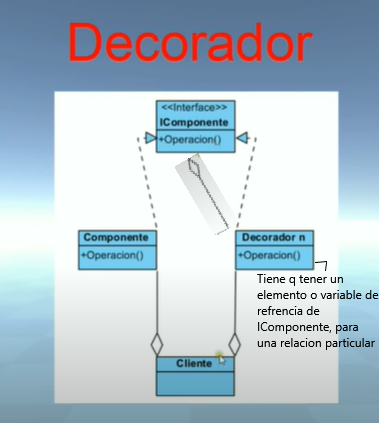 Decorador
<<Interface>>
IComponente
+Operacion()
Componente
+Operacion()
Decorador n
+Operacion()
Tiene q tener un
elemento o variable de
refrencia de
IComponente, para
una relacion particular
Cliente